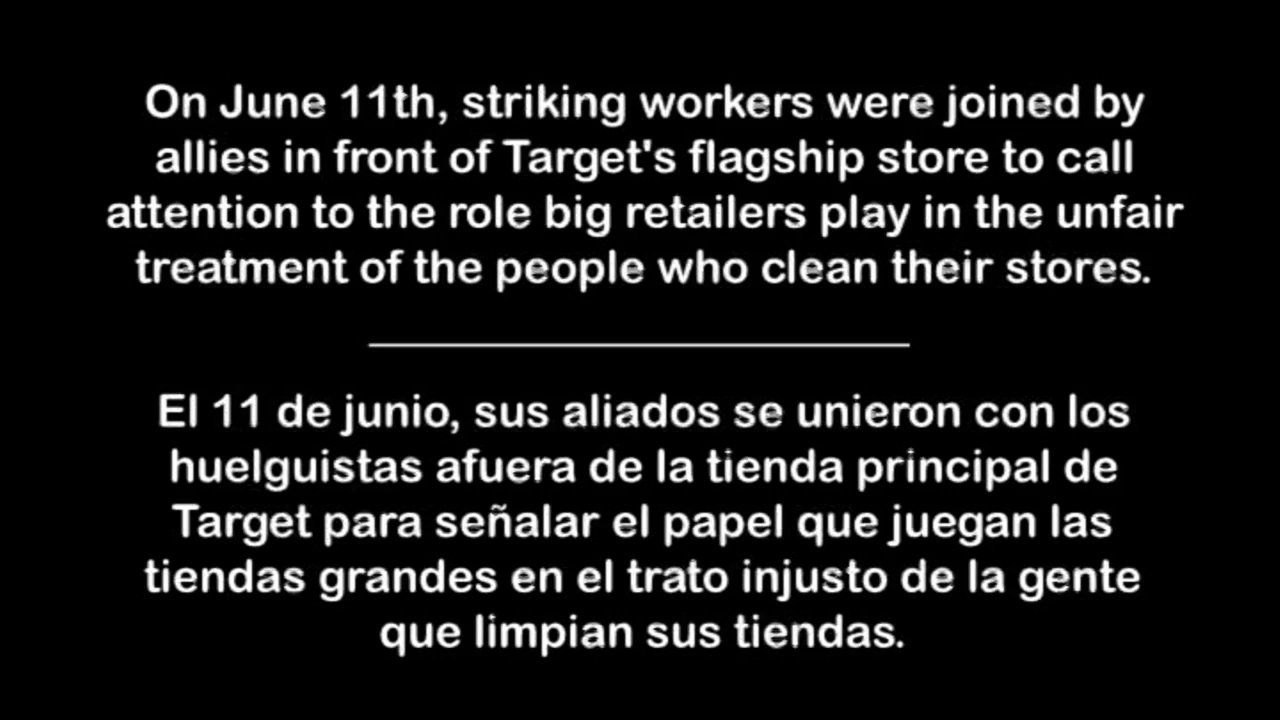 On June 11th, striking workers were joined by
allies in front of Target's flagship store to call
attention to the role big retailers play in the unfair
treatment of the people who clean their stores.
El 11 de junio, sus aliados se unieron con los
huelguistas afuera de la tienda principal de
Target para señalar el papel que juegan las
tiendas grandes en el trato injusto de la gente
que limpian sus tiendas.